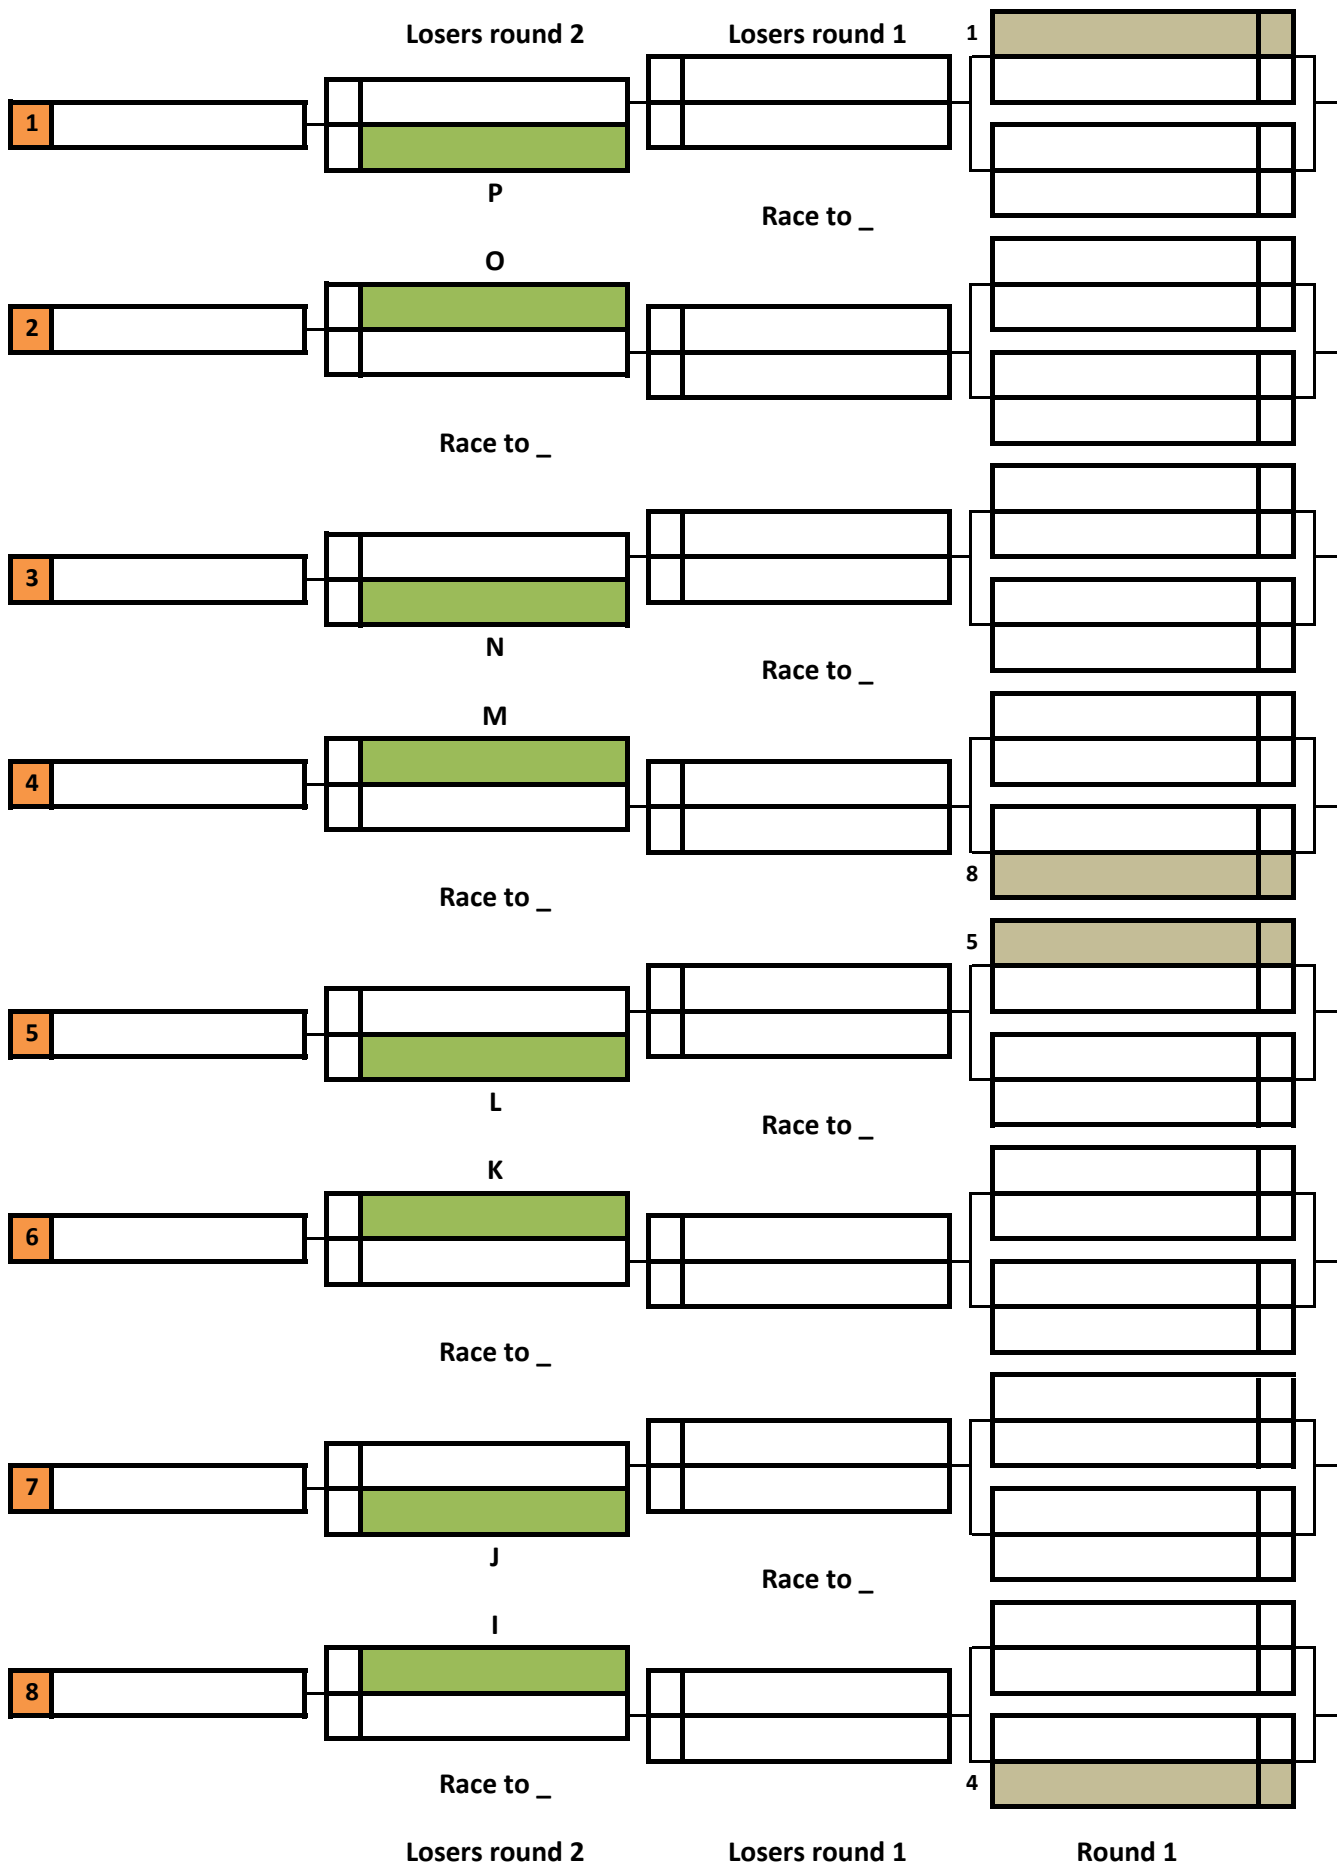 Losers round 2 Losers round 1 1
1
P
Race to _
O
2
Race to _
3
N
Race to _
M
4
8
Race to _
5
5
L
Race to _
K
6
Race to _
7
J
Race to _
I
8
4
Race to _
Losers round 2 Losers round 1 Round 1